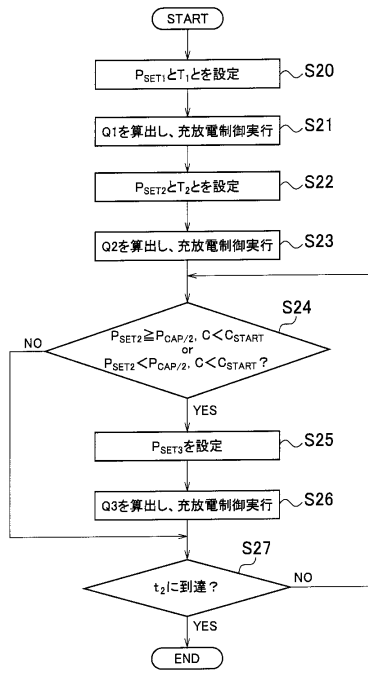 START
P_SET1とT_1とを設定
S20
Q1を算出し、充放電制御実行
S21
P_SET2とT_2とを設定
S22
Q2を算出し、充放電制御実行
S23
S24
P_SET2≧P_CAP/2, C<C_START
or
P_SET2<P_CAP/2, C<C_START?
NO
YES
P_SET3を設定
S25
Q3を算出し、充放電制御実行
S26
S27
t_2に到達?
NO
YES
END